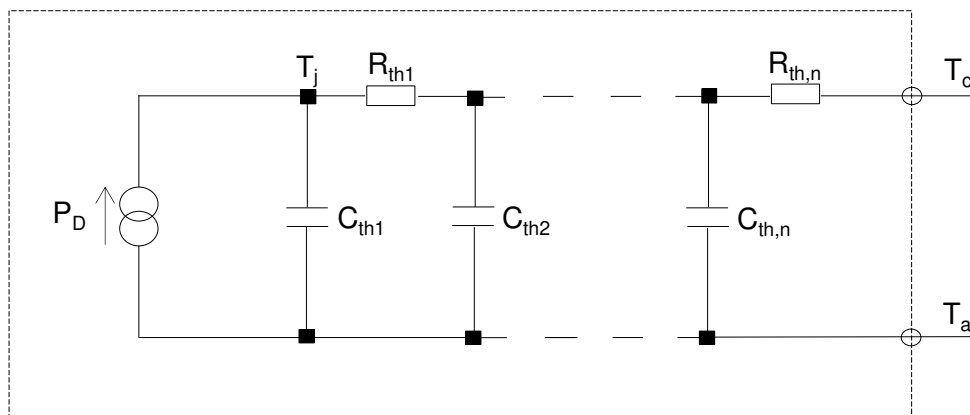 T_j
R_th1
R_th,n
T_c
P_D
C_th1
C_th2
C_th,n
T_a